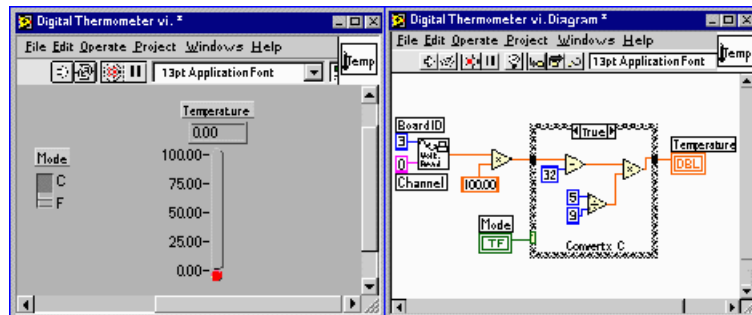 Digital Thermometer vi. *
File Edit Operate Project Windows Help
13pt Application Font
Temp
Temperature
0.00
Mode
C
F
100.00
75.00
50.00
25.00
0.00
Digital Thermometer vi. Diagram *
File Edit Operate Project Windows Help
13pt Application Font
Temp
Board ID
3
Volt.
Read
0
Channel
100.00
True
32
5
9
Convertx C
Mode
TF
Temperature
DBL